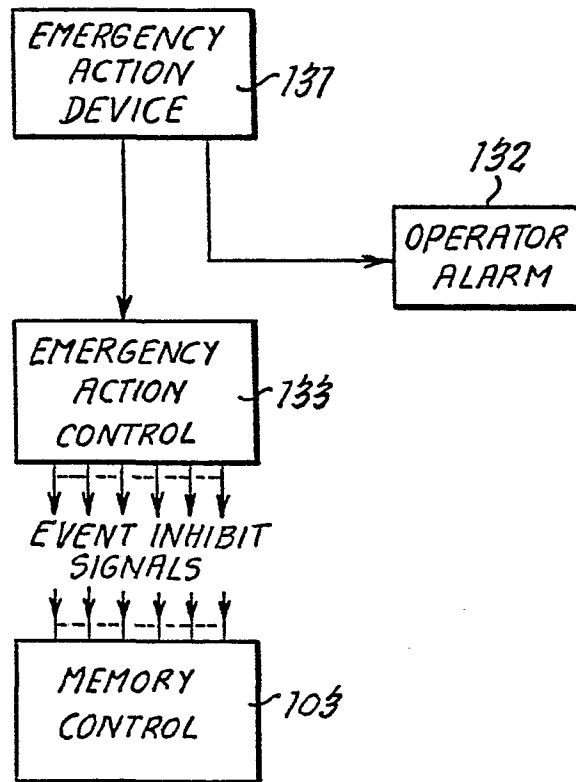 EMERGENCY
ACTION
DEVICE
131
132
OPERATOR
ALARM
EMERGENCY
ACTION
CONTROL
133
EVENT INHIBIT
SIGNALS
MEMORY
CONTROL
103